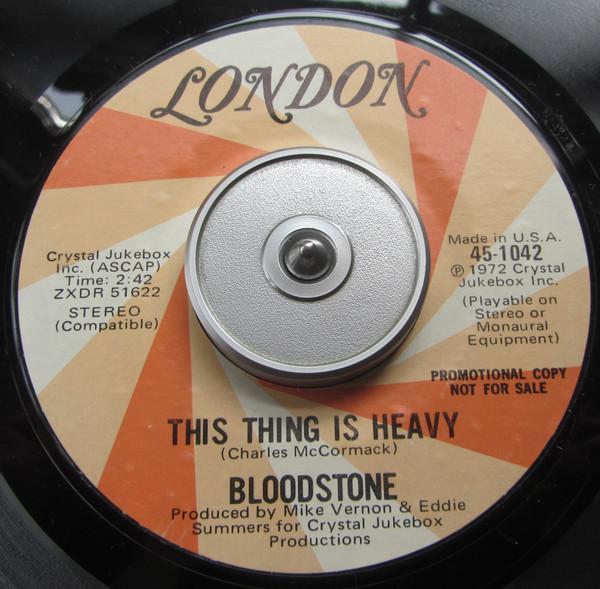 LONDON
Crystal Jukebox
Inc. (ASCAP)
Time: 2:42
ZXDR 51622
STEREO
(Compatible)
Made in U.S.A.
45-1042
℗ 1972 Crystal
Jukebox Inc.
(Playable on
Stereo or
Monaural
Equipment)
PROMOTIONAL COPY
NOT FOR SALE
THIS THING IS HEAVY
(Charles McCormack)
BLOODSTONE
Produced by Mike Vernon & Eddie
Summers for Crystal Jukebox
Productions